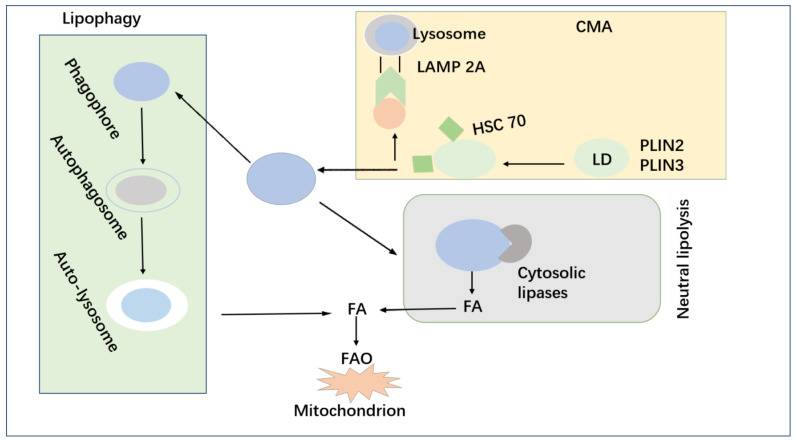 Lipophagy
Phagophore
Autophagosome
Auto-lysosome
Lysosome
CMA
LAMP 2A
HSC 70
LD
PLIN2
PLIN3
Cytosolic
lipases
FA
Neutral lipolysis
FA
FAO
Mitochondrion